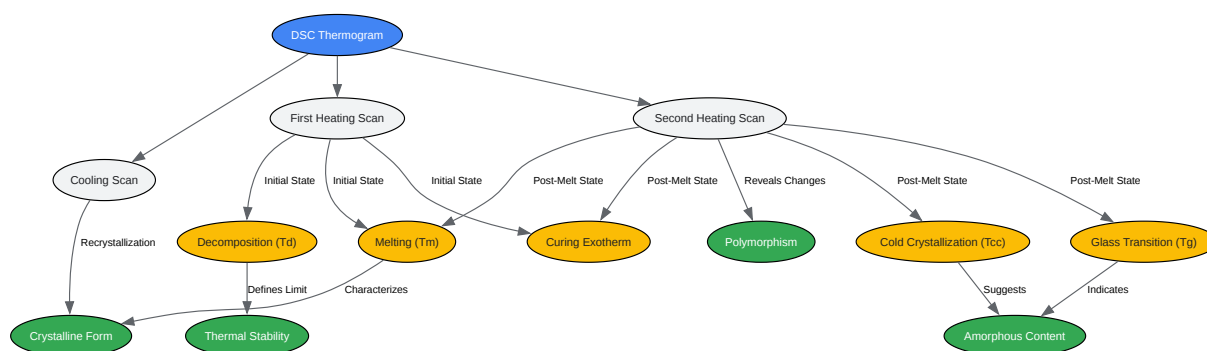 DSC Thermogram
First Heating Scan
Second Heating Scan
Cooling Scan
Initial State
Initial State
Initial State
Post-Melt State
Post-Melt State
Reveals Changes
Post-Melt State
Post-Melt State
Recrystallization
Decomposition (Td)
Melting (Tm)
Curing Exotherm
Polymorphism
Cold Crystallization (Tcc)
Glass Transition (Tg)
Defines Limit
Characterizes
Suggests
Indicates
Crystalline Form
Thermal Stability
Amorphous Content